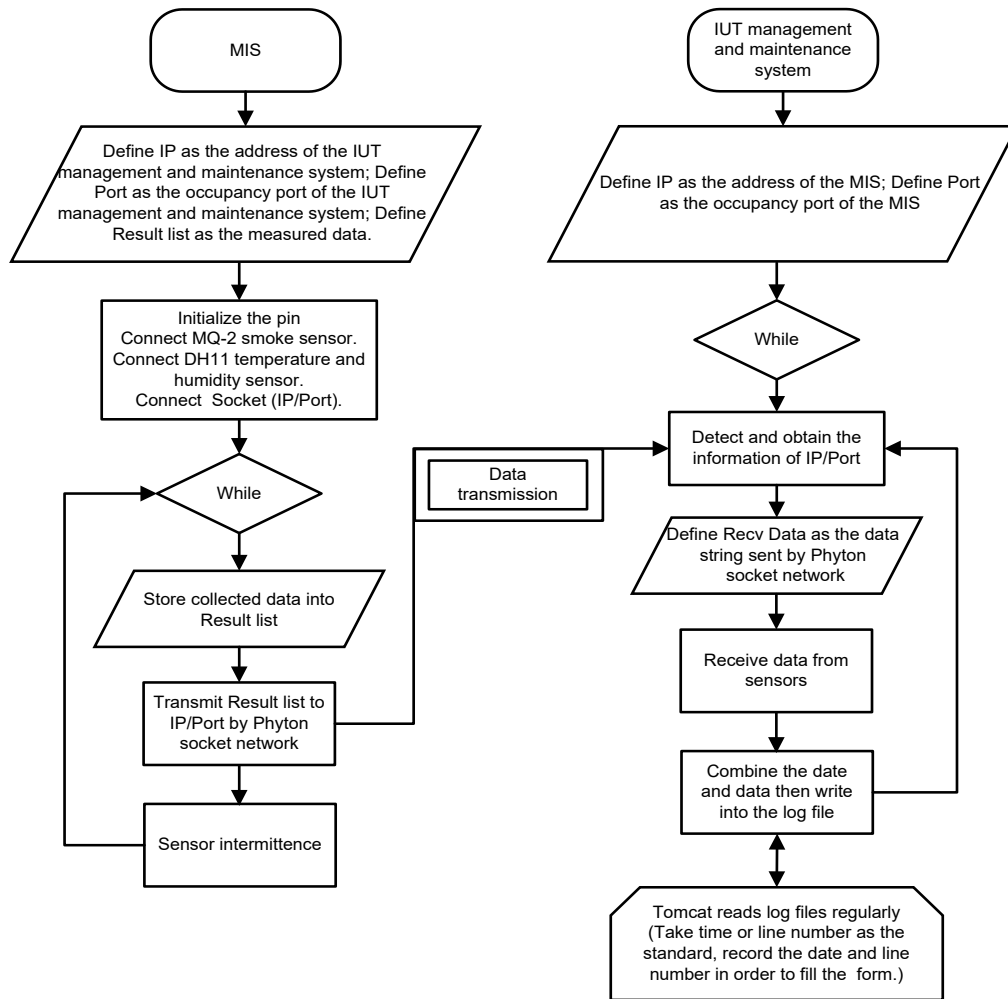 MIS
Define IP as the address of the IUT
management and maintenance system; Define
Port as the occupancy port of the IUT
management and maintenance system; Define
Result list as the measured data.
Initialize the pin
Connect MQ-2 smoke sensor.
Connect DH11 temperature and
humidity sensor.
Connect Socket (IP/Port).
While
Store collected data into
Result list
Transmit Result list to
IP/Port by Phyton
socket network
Sensor intermittence
Data
transmission
IUT management
and maintenance
system
Define IP as the address of the MIS; Define Port
as the occupancy port of the MIS
While
Detect and obtain the
information of IP/Port
Define Recv Data as the data
string sent by Phyton
socket network
Receive data from
sensors
Combine the date
and data then write
into the log file
Tomcat reads log files regularly
(Take time or line number as the
standard, record the date and line
number in order to fill the form.)